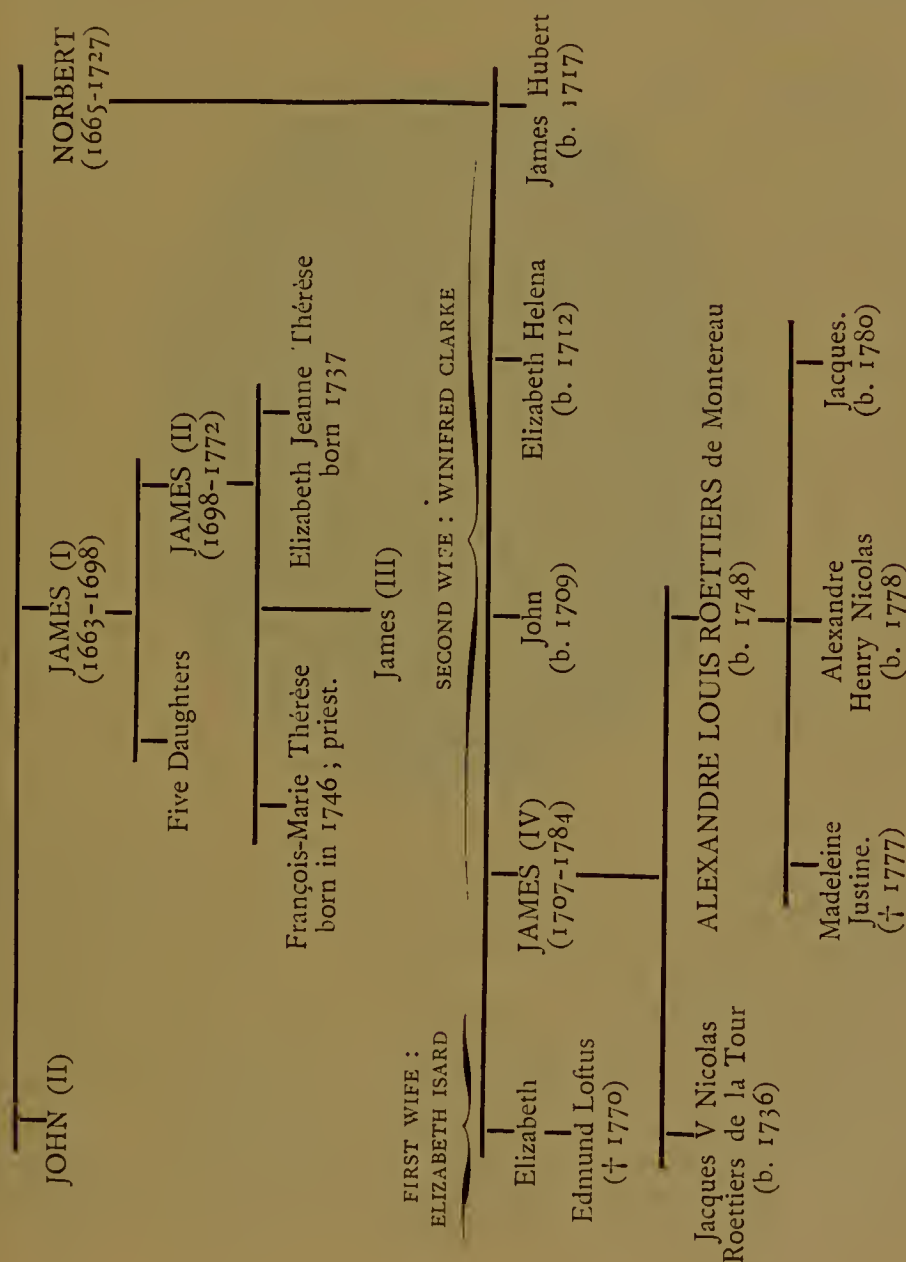 JOHN (II)
JAMES (I)
(1663-1698)
NORBERT
(1665-1727)
Five Daughters
JAMES (II)
(1698-1772)
François-Marie Thérèse
born in 1746 ; priest.
Elizabeth Jeanne Thérèse
born 1737
James (III)
FIRST WIFE :
ELIZABETH ISARD
SECOND WIFE : WINIFRED CLARKE
Elizabeth
Edmund Loftus
(† 1770)
JAMES (IV)
(1707-1784)
John
(b. 1709)
Elizabeth Helena
(b. 1712)
James Hubert
(b. 1717)
Jacques V Nicolas
Roettiers de la Tour
(b. 1736)
ALEXANDRE LOUIS ROETTIERS de Montereau
(b. 1748)
Madeleine
Justine.
(† 1777)
Alexandre
Henry Nicolas
(b. 1778)
Jacques.
(b. 1780)